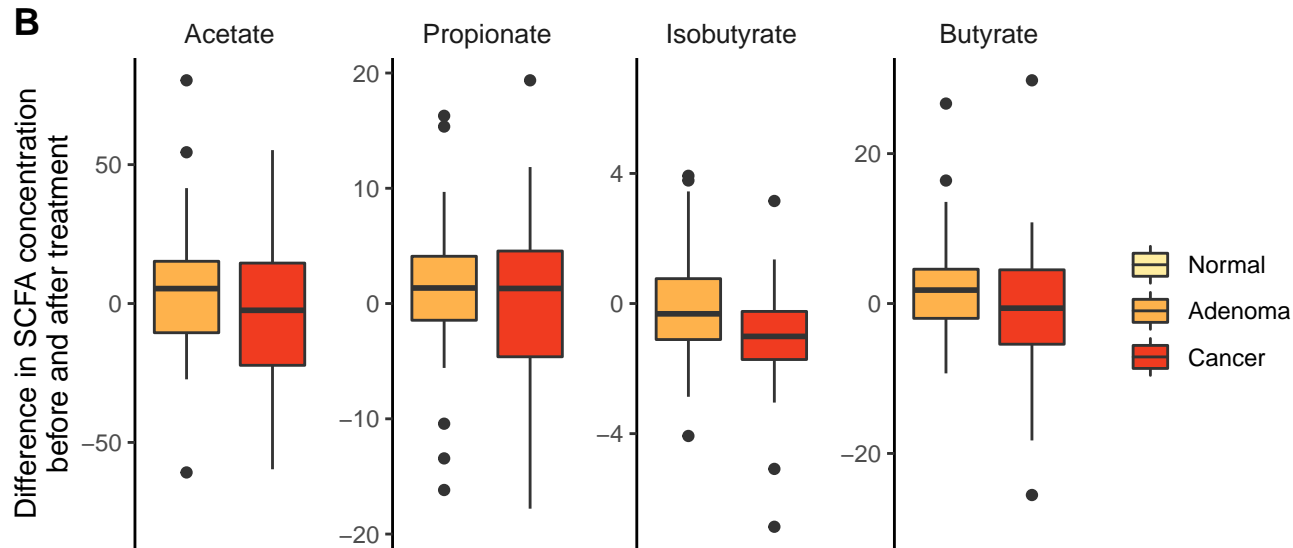 B
Acetate
Propionate
Isobutyrate
Butyrate
Difference in SCFA concentration
before and after treatment
50
0
−50
20
10
0
−10
−20
4
0
−4
20
0
−20
Normal
Adenoma
Cancer